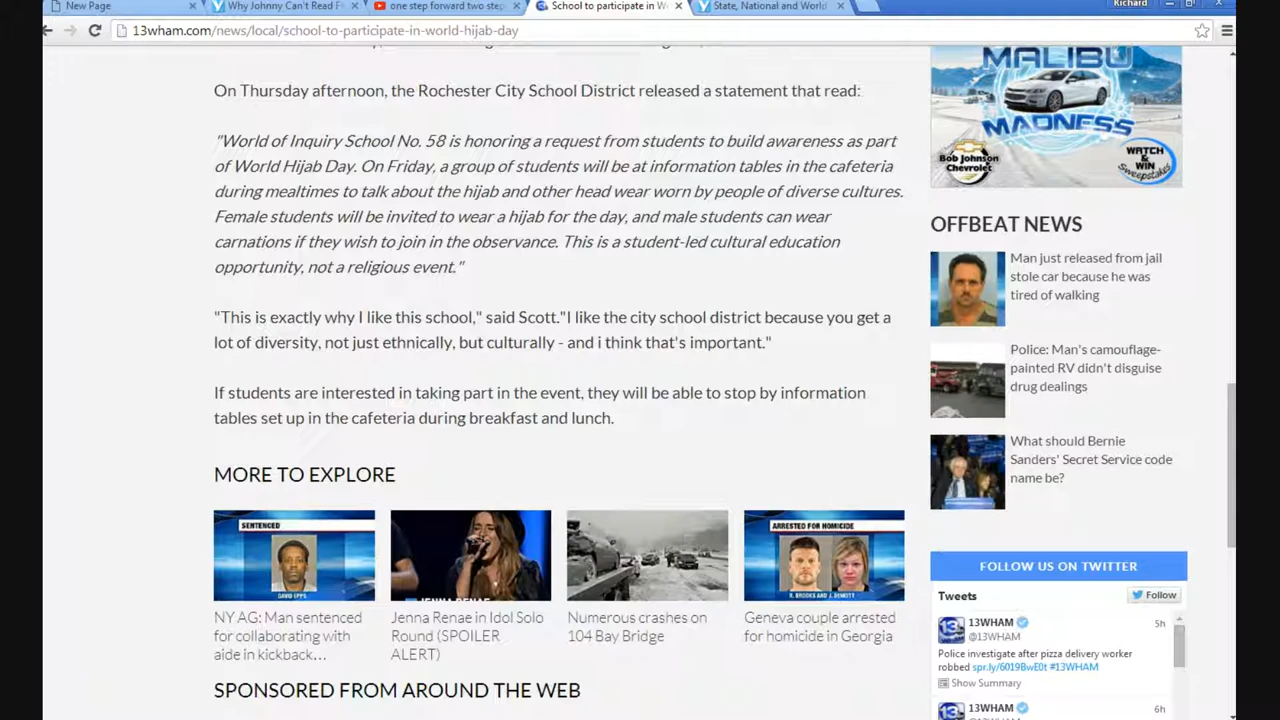 New Page
Why Johnny Can't Read F
one step forward two step
School to participate in W
State, National and World
Richard
13wham.com/news/local/school-to-participate-in-world-hijab-day
On Thursday afternoon, the Rochester City School District released a statement that read:
"World of Inquiry School No. 58 is honoring a request from students to build awareness as part
of World Hijab Day. On Friday, a group of students will be at information tables in the cafeteria
during mealtimes to talk about the hijab and other head wear worn by people of diverse cultures.
Female students will be invited to wear a hijab for the day, and male students can wear
carnations if they wish to join in the observance. This is a student-led cultural education
opportunity, not a religious event."
"This is exactly why I like this school," said Scott."I like the city school district because you get a
lot of diversity, not just ethnically, but culturally - and i think that's important."
If students are interested in taking part in the event, they will be able to stop by information
tables set up in the cafeteria during breakfast and lunch.
MORE TO EXPLORE
SENTENCED
DAVID EPPS
NY AG: Man sentenced
for collaborating with
aide in kickback...
JENNA RENAE
Jenna Renae in Idol Solo
Round (SPOILER
ALERT)
Numerous crashes on
104 Bay Bridge
ARRESTED FOR HOMICIDE
R. BROOKS AND J. DEMOTT
Geneva couple arrested
for homicide in Georgia
SPONSORED FROM AROUND THE WEB
MALIBU
MADNESS
Bob Johnson
Chevrolet
WATCH
& WIN
Sweepstakes
OFFBEAT NEWS
Man just released from jail
stole car because he was
tired of walking
Police: Man's camouflage-
painted RV didn't disguise
drug dealings
What should Bernie
Sanders' Secret Service code
name be?
FOLLOW US ON TWITTER
Tweets
Follow
13
13WHAM
5h
@13WHAM
Police investigate after pizza delivery worker
robbed spr.ly/6019BwE0t #13WHAM
Show Summary
13
13WHAM
6h